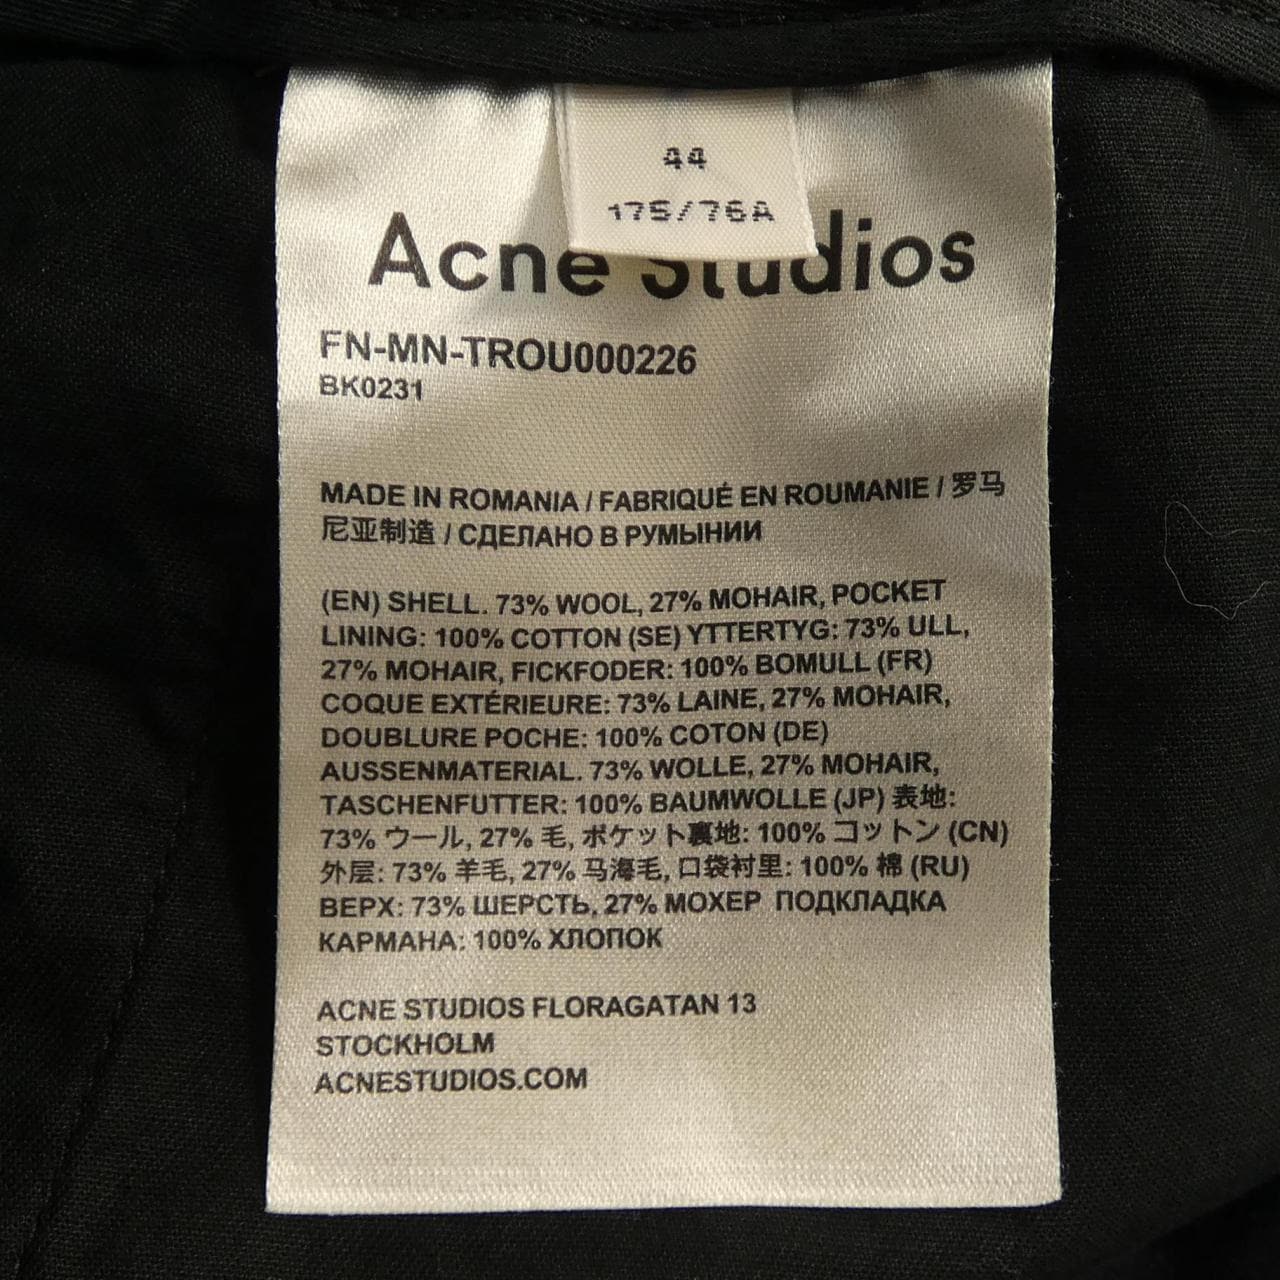 44
175/76A
Acne Studios
FN-MN-TROU000226
BK0231
MADE IN ROMANIA / FABRIQUÉ EN ROUMANIE / 罗马
尼亚制造 / СДЕЛАНО В РУМЫНИИ
(EN) SHELL. 73% WOOL, 27% MOHAIR, POCKET
LINING: 100% COTTON (SE) YTTERTYG: 73% ULL,
27% MOHAIR, FICKFODER: 100% BOMULL (FR)
COQUE EXTÉRIEURE: 73% LAINE, 27% MOHAIR,
DOUBLURE POCHE: 100% COTON (DE)
AUSSENMATERIAL. 73% WOLLE, 27% MOHAIR,
TASCHENFUTTER: 100% BAUMWOLLE (JP) 表地:
73% ウール, 27% 毛, ポケット裏地: 100% コットン (CN)
外层: 73% 羊毛, 27% 马海毛, 口袋衬里: 100% 棉 (RU)
ВЕРХ: 73% ШЕРСТЬ, 27% МОХЕР ПОДКЛАДКА
КАРМАНА: 100% ХЛОПОК
ACNE STUDIOS FLORAGATAN 13
STOCKHOLM
ACNESTUDIOS.COM